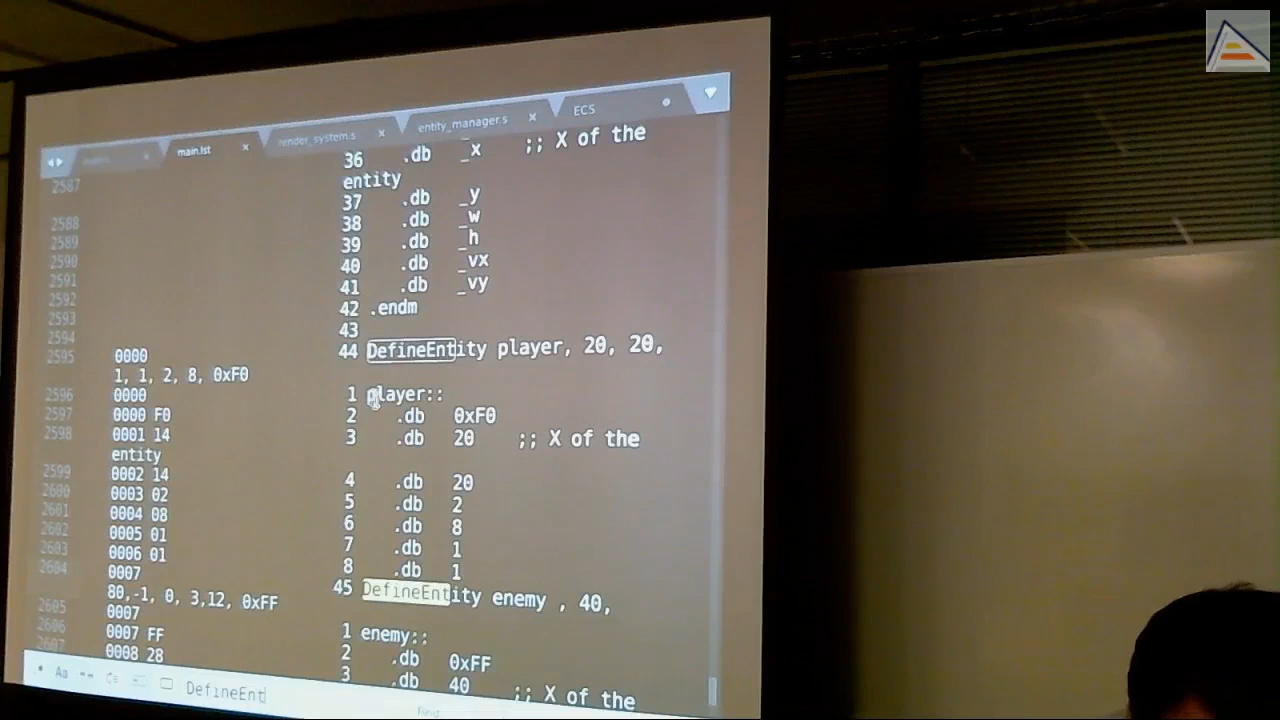 main.lst
render_system.s
entity_manager.s
ECS
2587 36 .db _x ;; X of the
entity
37 .db _y
2588 38 .db _w
2589 39 .db _h
2590 40 .db _vx
2591 41 .db _vy
2592 42 .endm
2593 43
2594 44 DefineEntity player, 20, 20,
2595 0000
1, 1, 2, 8, 0xF0
2596 0000 1 player::
2597 0000 F0 2 .db 0xF0
2598 0001 14 3 .db 20 ;; X of the
entity
2599 0002 14 4 .db 20
2600 0003 02 5 .db 2
2601 0004 08 6 .db 8
2602 0005 01 7 .db 1
2603 0006 01 8 .db 1
2604 0007 45 DefineEntity enemy , 40,
80,-1, 0, 3,12, 0xFF
2605 0007 1 enemy::
2606 0007 FF 2 .db 0xFF
2607 0008 28 3 .db 40 ;; X of the
Aa DefineEnt